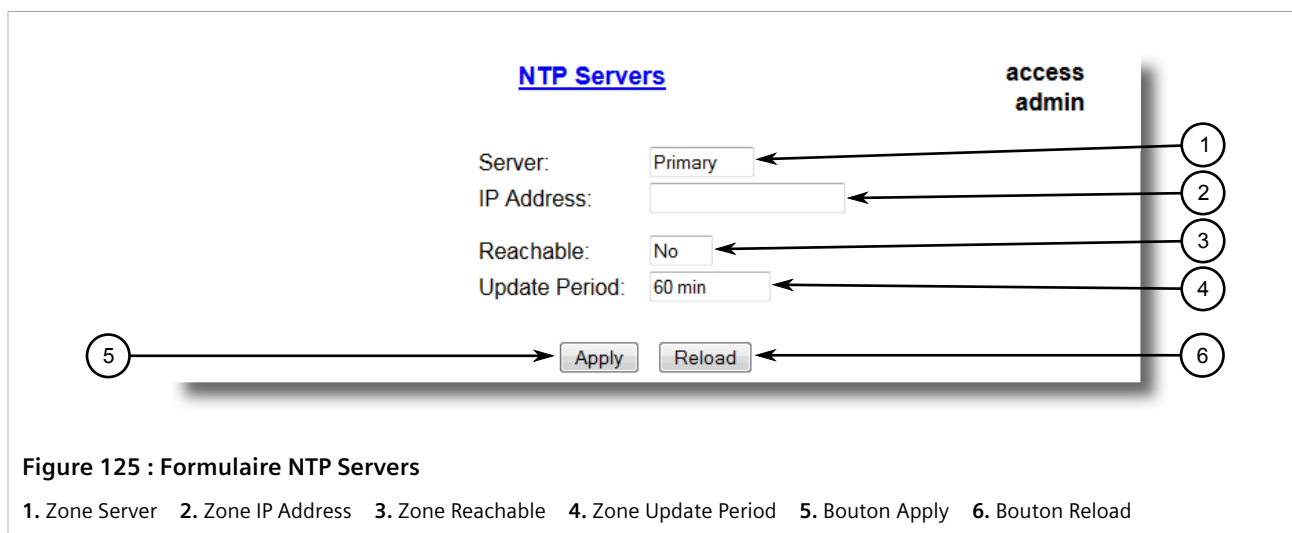 NTP Servers
access
admin
Server: Primary 1
IP Address: 2
Reachable: No 3
Update Period: 60 min 4
5 Apply Reload 6
Figure 125 : Formulaire NTP Servers
1. Zone Server 2. Zone IP Address 3. Zone Reachable 4. Zone Update Period 5. Bouton Apply 6. Bouton Reload